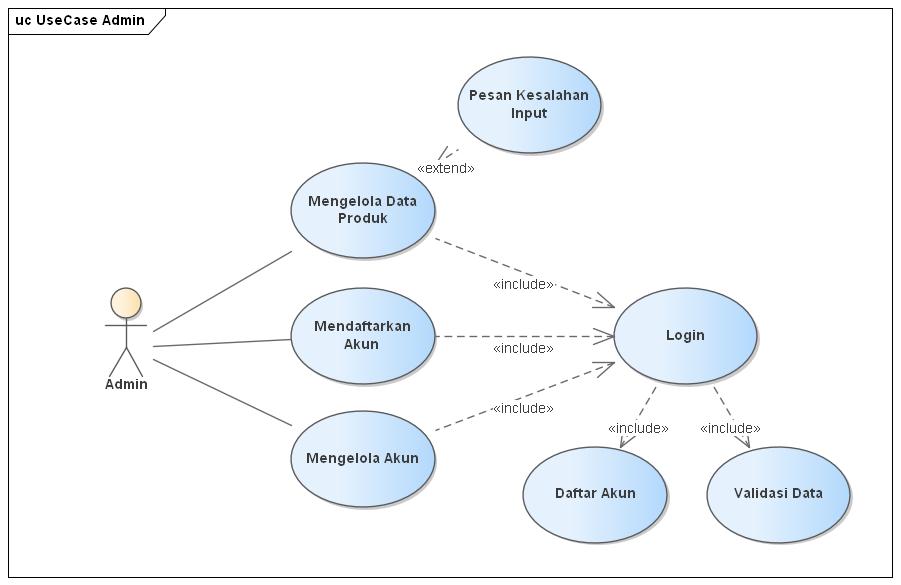 uc UseCase Admin
Pesan Kesalahan
Input
«extend»
Mengelola Data
Produk
«include»
Mendaftarkan
Akun
«include»
Login
Admin
«include»
Mengelola Akun
«include»
«include»
Daftar Akun
Validasi Data